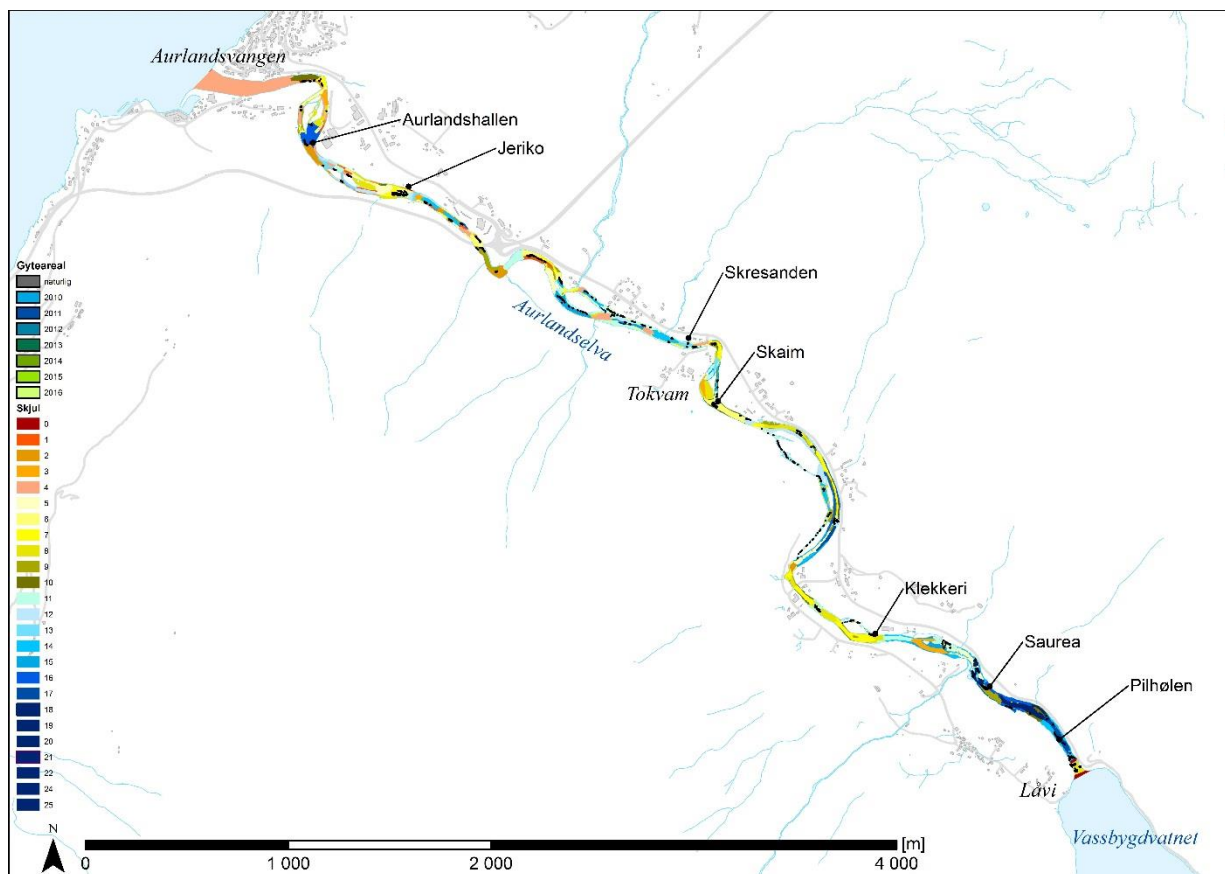 Aurlandsvangen
Aurlandshallen
Jeriko
Skresanden
Aurlandselva
Skaim
Tokvam
Klekkeri
Saurea
Pilhølen
Låvi
Vassbygdvatnet
Gyteareal
naturlig
2010
2011
2012
2013
2014
2015
2016
Skjul
0
1
2
3
4
5
6
7
8
9
10
11
12
13
14
15
16
17
18
19
20
21
22
24
25
N
[m]
0 1 000 2 000 4 000